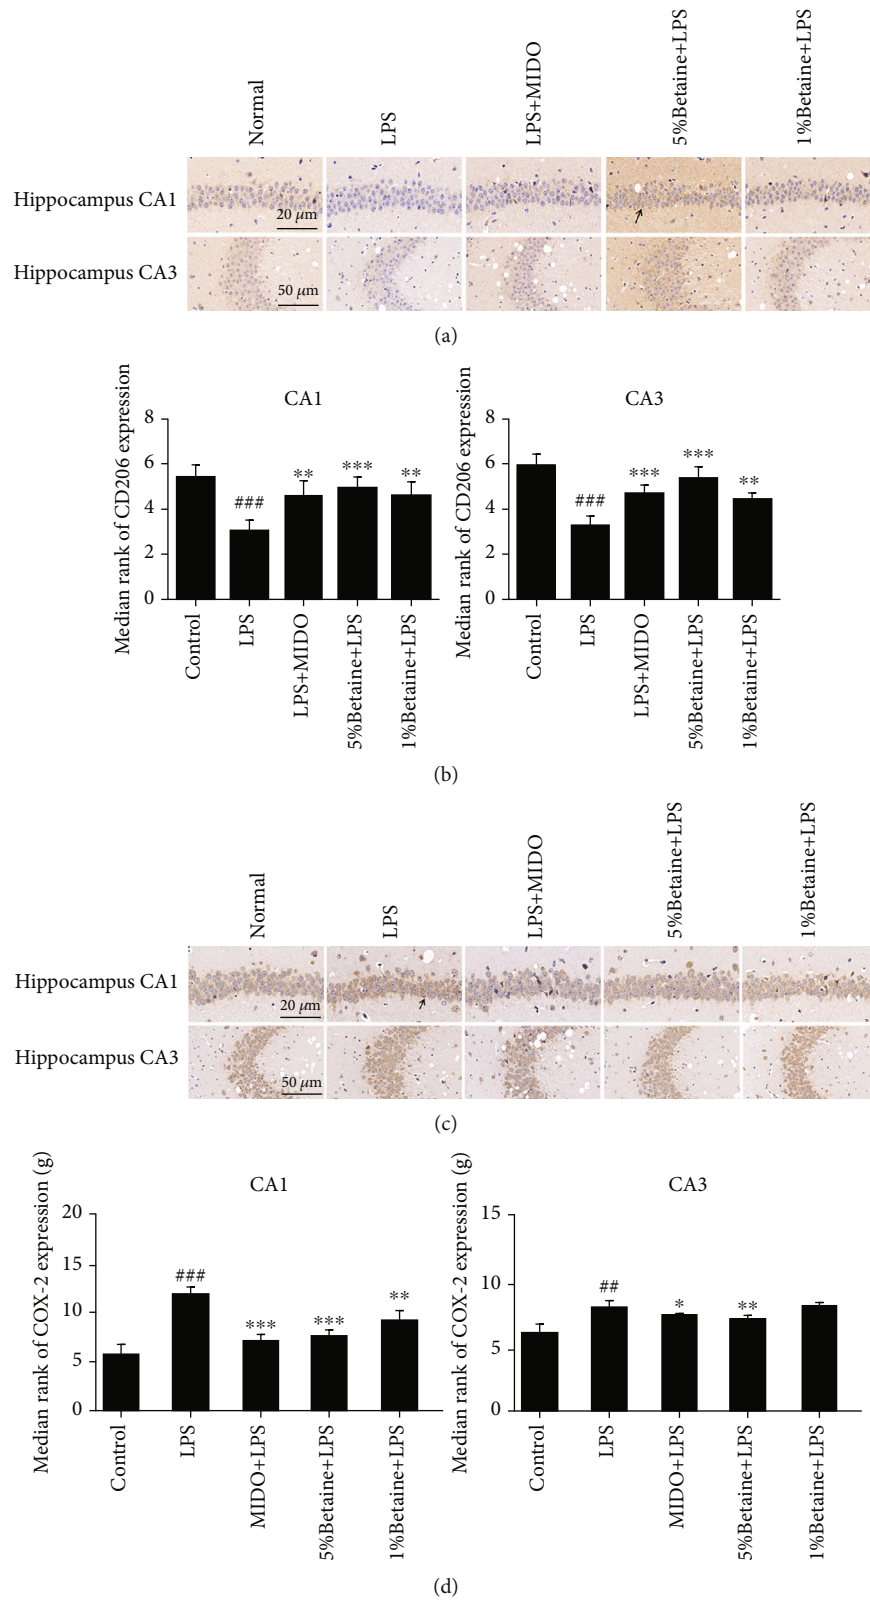 Normal
LPS
LPS+MIDO
5%Betaine+LPS
1%Betaine+LPS
Hippocampus CA1
20 μm
Hippocampus CA3
50 μm
(a)
CA1
Median rank of CD206 expression
8
6
4
2
0
###
**
***
**
Control
LPS
LPS+MIDO
5%Betaine+LPS
1%Betaine+LPS
CA3
Median rank of CD206 expression
8
6
4
2
0
###
***
***
**
Control
LPS
LPS+MIDO
5%Betaine+LPS
1%Betaine+LPS
(b)
Normal
LPS
LPS+MIDO
5%Betaine+LPS
1%Betaine+LPS
Hippocampus CA1
20 μm
Hippocampus CA3
50 μm
(c)
CA1
Median rank of COX-2 expression (g)
20
15
10
5
0
###
***
***
**
Control
LPS
MIDO+LPS
5%Betaine+LPS
1%Betaine+LPS
CA3
Median rank of COX-2 expression (g)
15
10
5
0
##
*
**
Control
LPS
MIDO+LPS
5%Betaine+LPS
1%Betaine+LPS
(d)